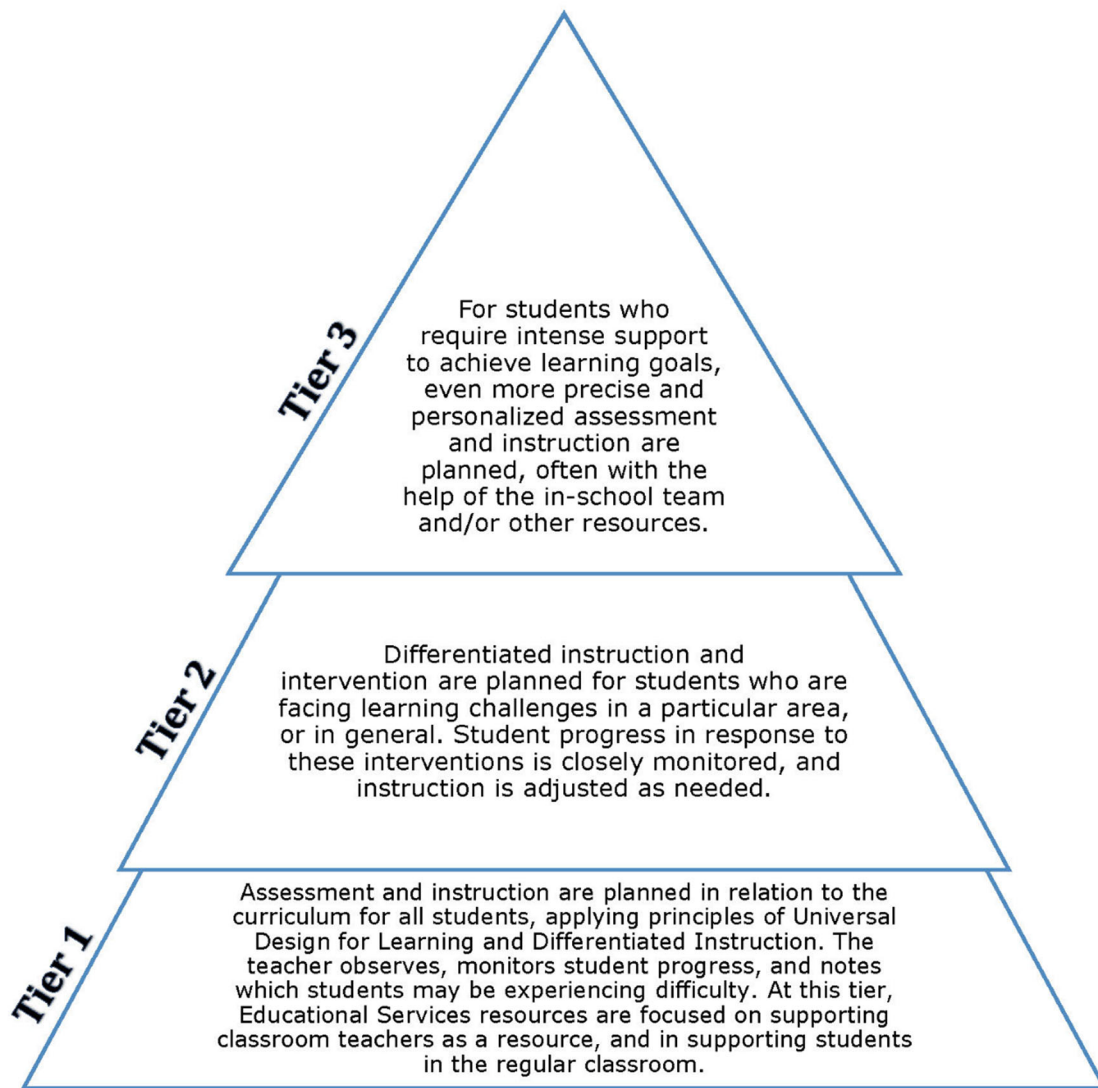 Tier 3
For students who
require intense support
to achieve learning goals,
even more precise and
personalized assessment
and instruction are
planned, often with the
help of the in-school team
and/or other resources.
Tier 2
Differentiated instruction and
intervention are planned for students who are
facing learning challenges in a particular area,
or in general. Student progress in response to
these interventions is closely monitored, and
instruction is adjusted as needed.
Tier 1
Assessment and instruction are planned in relation to the
curriculum for all students, applying principles of Universal
Design for Learning and Differentiated Instruction. The
teacher observes, monitors student progress, and notes
which students may be experiencing difficulty. At this tier,
Educational Services resources are focused on supporting
classroom teachers as a resource, and in supporting students
in the regular classroom.